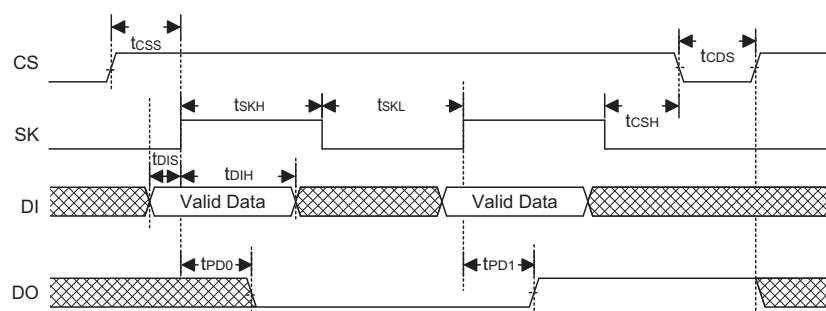 tCSS
tCDS
CS
tSKH
tSKL
tCSH
SK
tDIS
tDIH
DI
Valid Data
Valid Data
tPD0
tPD1
DO